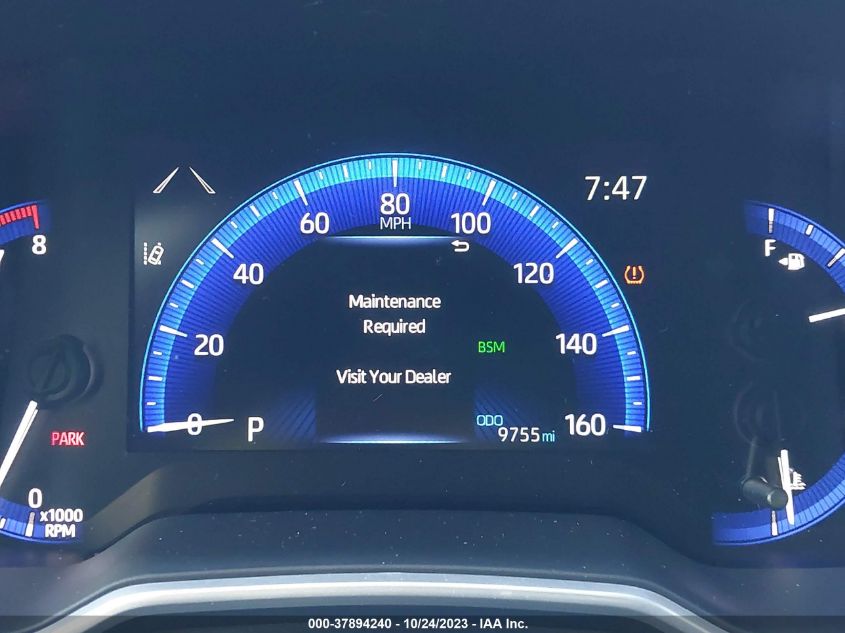 7:47
80
MPH
60
100
8
F
40
120
Maintenance
Required
BSM
140
20
Visit Your Dealer
ODO
0
P
9755 mi
160
PARK
0
x1000
RPM
000-37894240 - 10/24/2023 - IAA Inc.